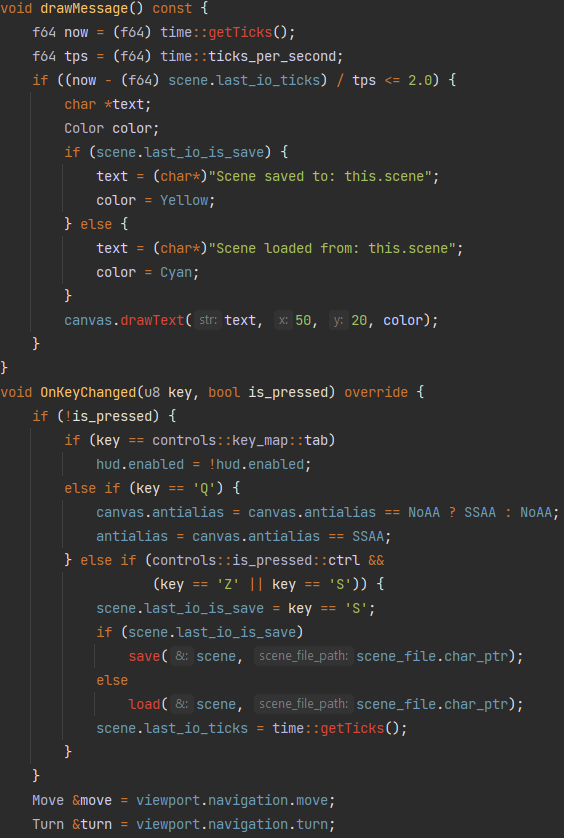 void drawMessage() const {
    f64 now = (f64) time::getTicks();
    f64 tps = (f64) time::ticks_per_second;
    if ((now - (f64) scene.last_io_ticks) / tps <= 2.0) {
        char *text;
        Color color;
        if (scene.last_io_is_save) {
            text = (char*)"Scene saved to: this.scene";
            color = Yellow;
        } else {
            text = (char*)"Scene loaded from: this.scene";
            color = Cyan;
        }
        canvas.drawText( str: text, x: 50, y: 20, color);
    }
}
void OnKeyChanged(u8 key, bool is_pressed) override {
    if (!is_pressed) {
        if (key == controls::key_map::tab)
            hud.enabled = !hud.enabled;
        else if (key == 'Q') {
            canvas.antialias = canvas.antialias == NoAA ? SSAA : NoAA;
            antialias = canvas.antialias == SSAA;
        } else if (controls::is_pressed::ctrl &&
                   (key == 'Z' || key == 'S')) {
            scene.last_io_is_save = key == 'S';
            if (scene.last_io_is_save)
                save( &: scene, scene_file_path: scene_file.char_ptr);
            else
                load( &: scene, scene_file_path: scene_file.char_ptr);
            scene.last_io_ticks = time::getTicks();
        }
    }
    Move &move = viewport.navigation.move;
    Turn &turn = viewport.navigation.turn;